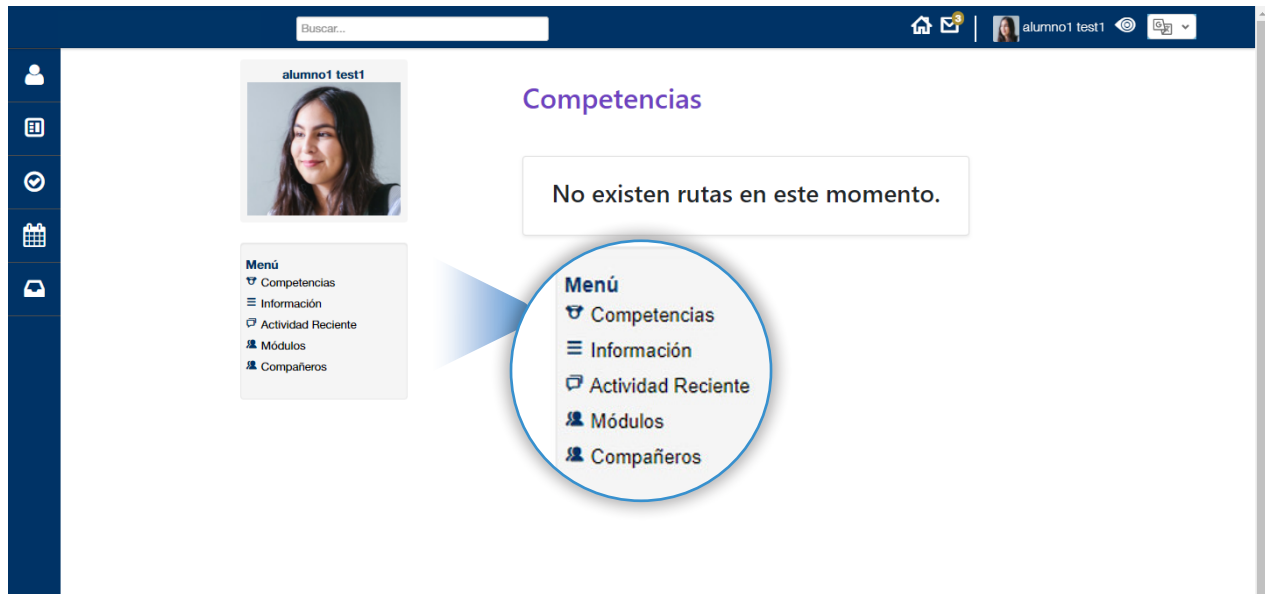 Buscar...
3
alumno1 test1
alumno1 test1
Competencias
No existen rutas en este momento.
Menú
Competencias
Información
Actividad Reciente
Módulos
Compañeros
Menú
Competencias
Información
Actividad Reciente
Módulos
Compañeros